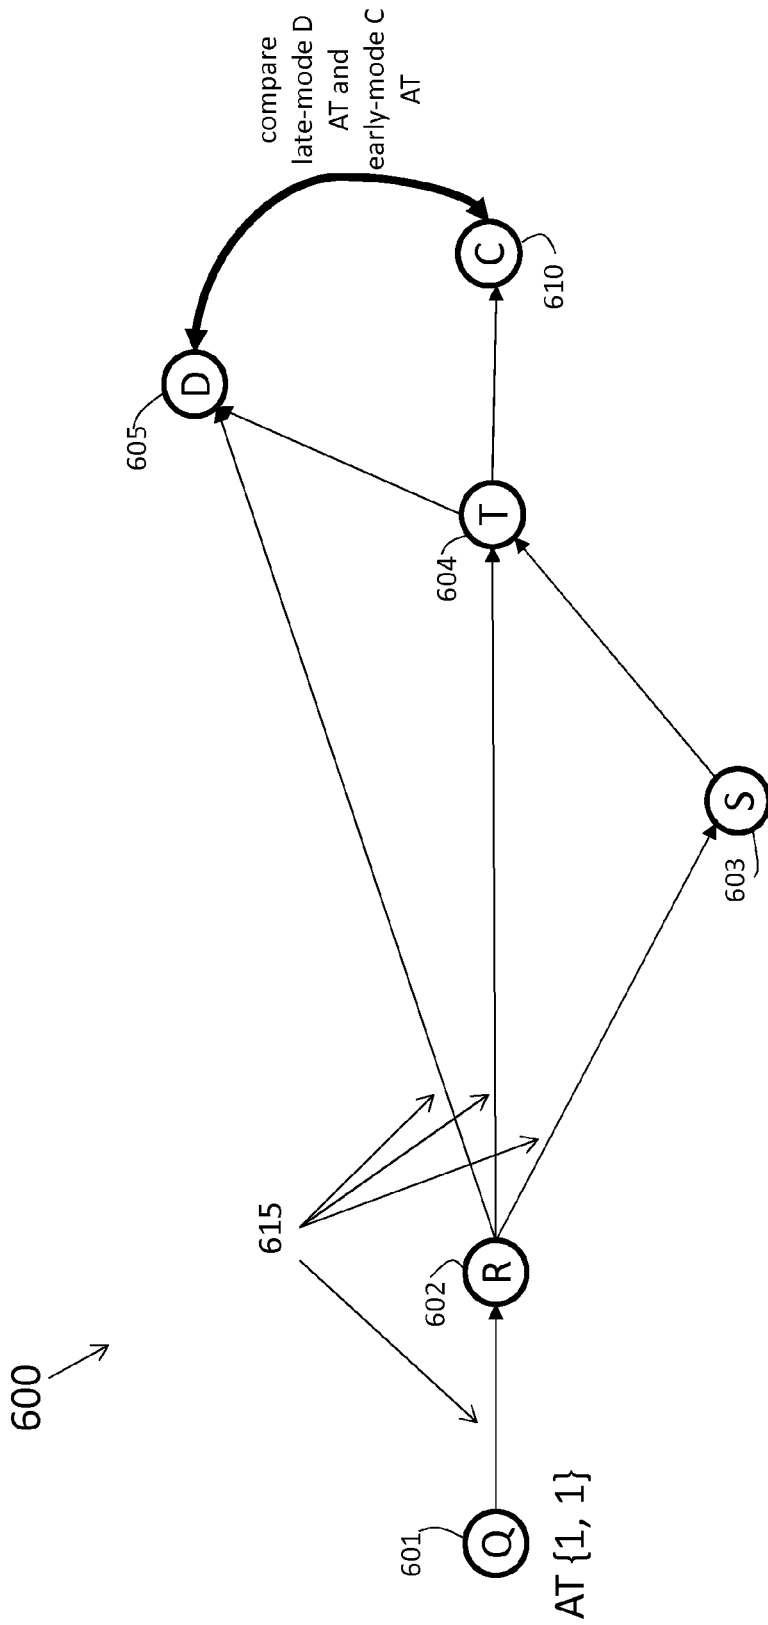 600
615
601
Q
AT {1, 1}
602
R
603
S
604
T
605
D
610
C
compare
late-mode D
AT and
early-mode C
AT